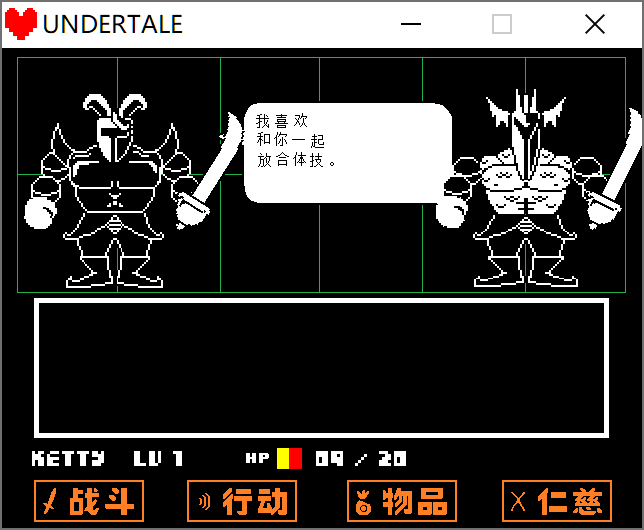 UNDERTALE
我喜欢
和你一起
放合体技。
KETTY LV 1 HP 09 / 20
战斗 行动 物品 仁慈